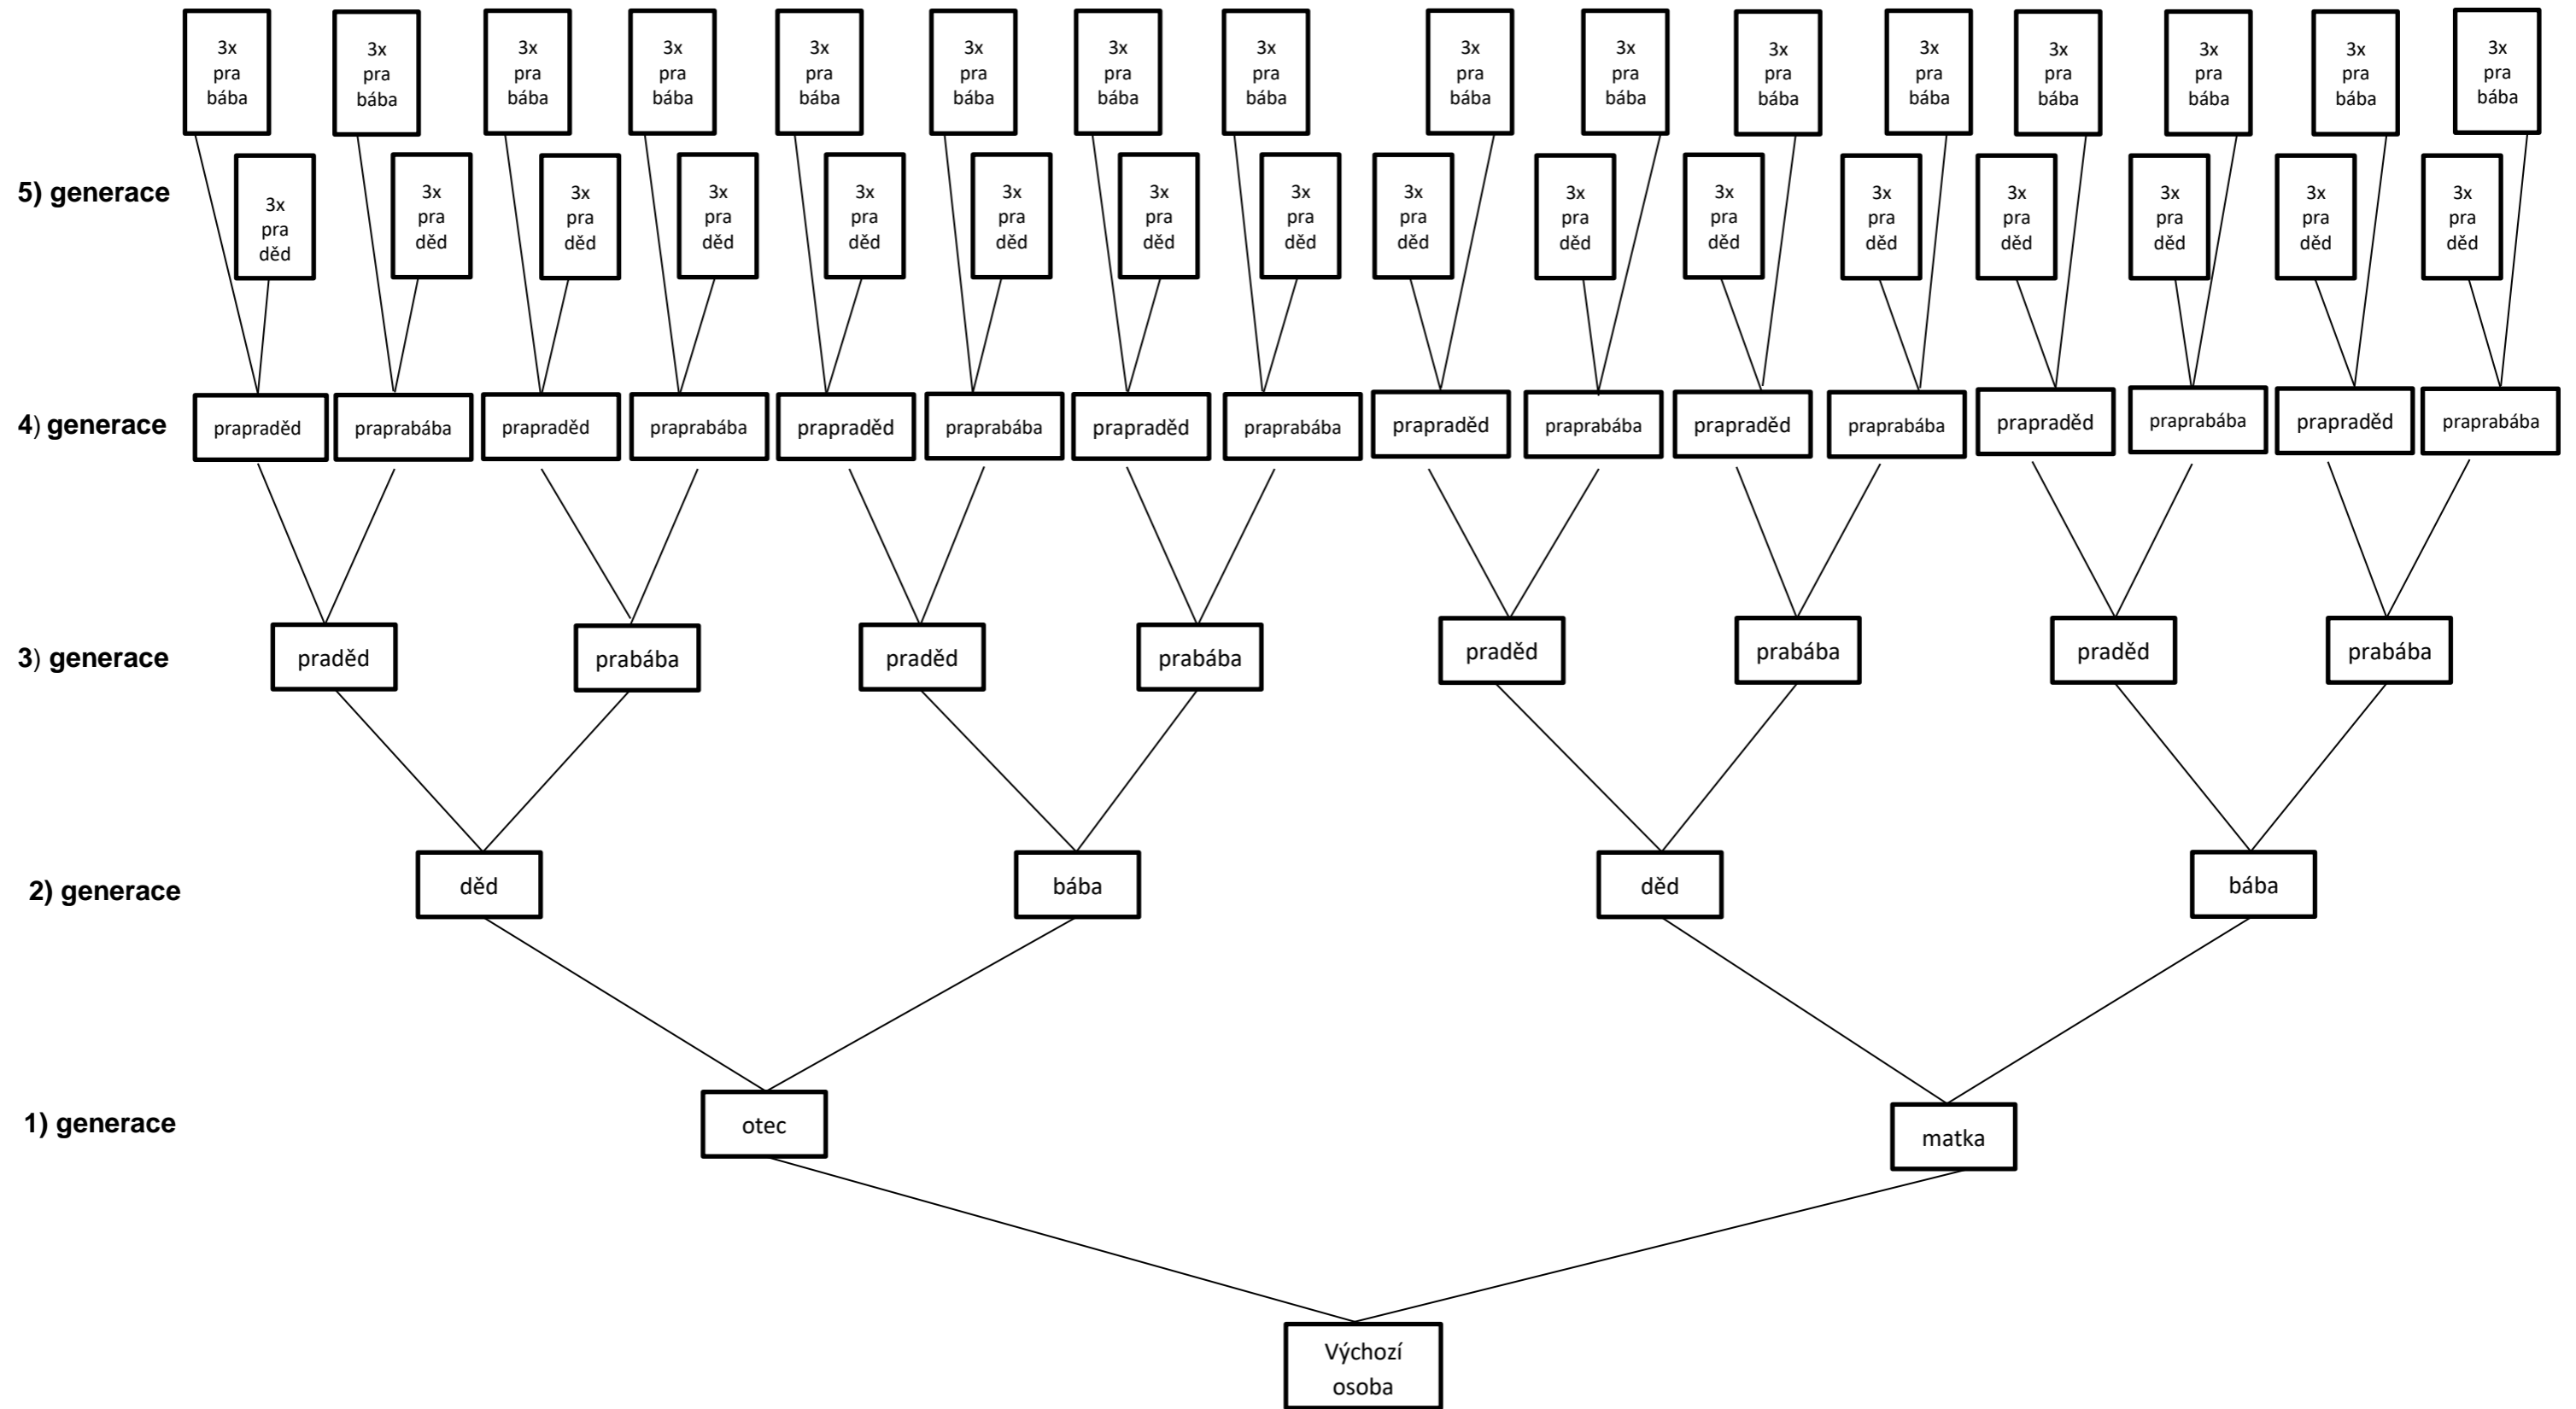 3x
pra
bába
3x
pra
bába
3x
pra
bába
3x
pra
bába
3x
pra
bába
3x
pra
bába
3x
pra
bába
3x
pra
bába
3x
pra
bába
3x
pra
bába
3x
pra
bába
3x
pra
bába
3x
pra
bába
3x
pra
bába
3x
pra
bába
3x
pra
bába
5) generace
3x
pra
děd
3x
pra
děd
3x
pra
děd
3x
pra
děd
3x
pra
děd
3x
pra
děd
3x
pra
děd
3x
pra
děd
3x
pra
děd
3x
pra
děd
3x
pra
děd
3x
pra
děd
3x
pra
děd
3x
pra
děd
3x
pra
děd
3x
pra
děd
4) generace
prapraděd
praprabába
prapraděd
praprabába
prapraděd
praprabába
prapraděd
praprabába
prapraděd
praprabába
prapraděd
praprabába
prapraděd
praprabába
prapraděd
praprabába
3) generace
praděd
prabába
praděd
prabába
praděd
prabába
praděd
prabába
2) generace
děd
bába
děd
bába
1) generace
otec
matka
Výchozí
osoba